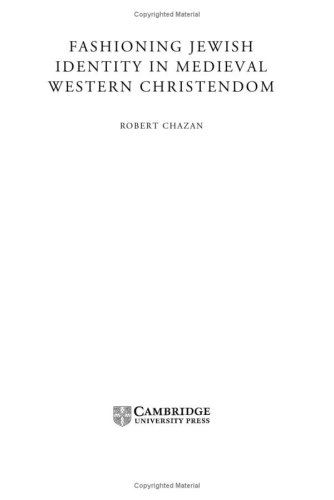 Copyrighted Material
FASHIONING JEWISH
IDENTITY IN MEDIEVAL
WESTERN CHRISTENDOM
ROBERT CHAZAN
CAMBRIDGE
UNIVERSITY PRESS
Copyrighted Material